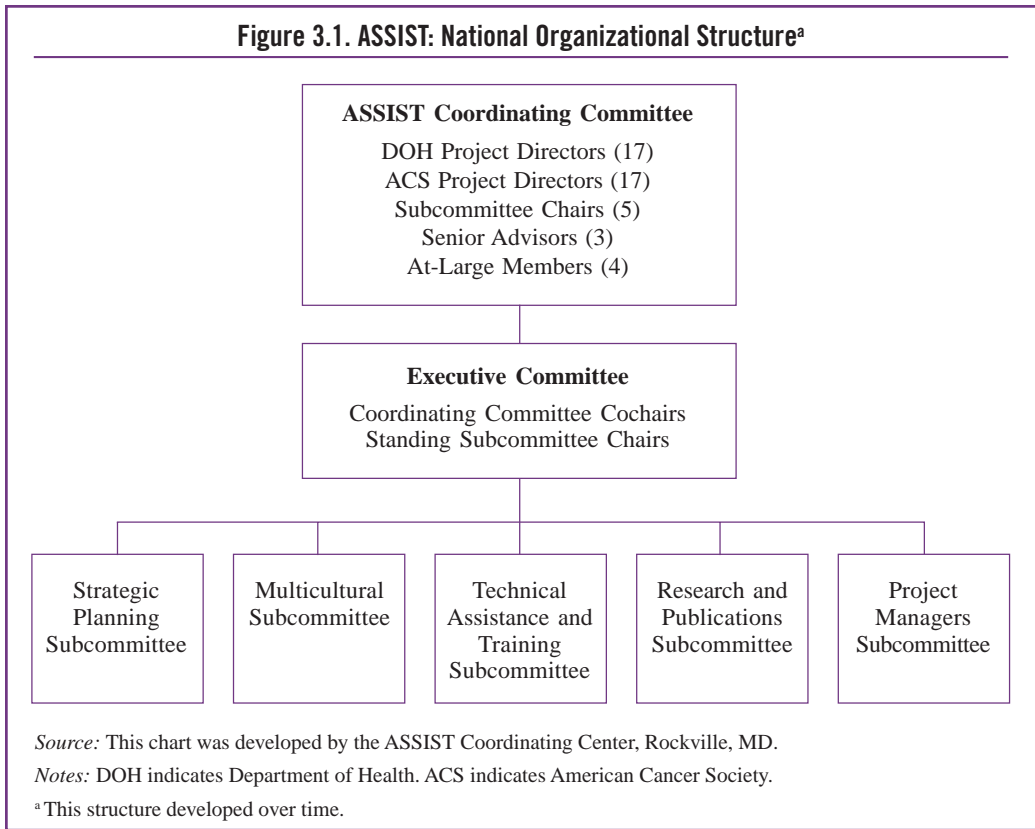 Figure 3.1. ASSIST: National Organizational Structureᵃ
ASSIST Coordinating Committee
DOH Project Directors (17)
ACS Project Directors (17)
Subcommittee Chairs (5)
Senior Advisors (3)
At-Large Members (4)
Executive Committee
Coordinating Committee Cochairs
Standing Subcommittee Chairs
Strategic
Planning
Subcommittee
Multicultural
Subcommittee
Technical
Assistance and
Training
Subcommittee
Research and
Publications
Subcommittee
Project
Managers
Subcommittee
Source: This chart was developed by the ASSIST Coordinating Center, Rockville, MD.
Notes: DOH indicates Department of Health. ACS indicates American Cancer Society.
ᵃ This structure developed over time.